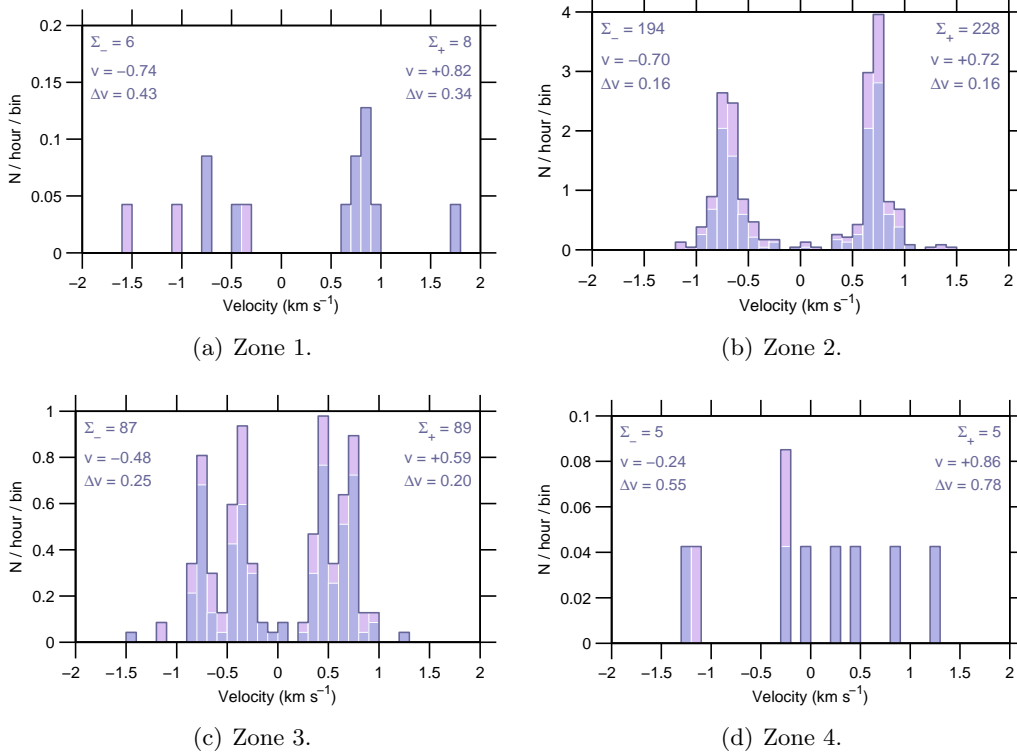 0.2
0.15
0.1
0.05
0
N / hour / bin
Σ_ = 6
v = −0.74
Δv = 0.43
Σ+ = 8
v = +0.82
Δv = 0.34
−2 −1.5 −1 −0.5 0 0.5 1 1.5 2
Velocity (km s⁻¹)
(a) Zone 1.
4
3
2
1
0
N / hour / bin
Σ_ = 194
v = −0.70
Δv = 0.16
Σ+ = 228
v = +0.72
Δv = 0.16
−2 −1.5 −1 −0.5 0 0.5 1 1.5 2
Velocity (km s⁻¹)
(b) Zone 2.
1
0.8
0.6
0.4
0.2
0
N / hour / bin
Σ_ = 87
v = −0.48
Δv = 0.25
Σ+ = 89
v = +0.59
Δv = 0.20
−2 −1.5 −1 −0.5 0 0.5 1 1.5 2
Velocity (km s⁻¹)
(c) Zone 3.
0.1
0.08
0.06
0.04
0.02
0
N / hour / bin
Σ_ = 5
v = −0.24
Δv = 0.55
Σ+ = 5
v = +0.86
Δv = 0.78
−2 −1.5 −1 −0.5 0 0.5 1 1.5 2
Velocity (km s⁻¹)
(d) Zone 4.